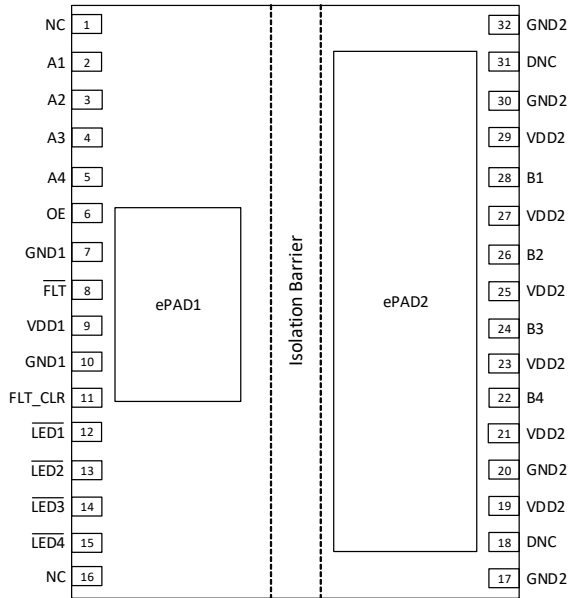 NC 1
A1 2
A2 3
A3 4
A4 5
OE 6
GND1 7
FLT 8
VDD1 9
GND1 10
FLT_CLR 11
LED1 12
LED2 13
LED3 14
LED4 15
NC 16
ePAD1
Isolation Barrier
ePAD2
32 GND2
31 DNC
30 GND2
29 VDD2
28 B1
27 VDD2
26 B2
25 VDD2
24 B3
23 VDD2
22 B4
21 VDD2
20 GND2
19 VDD2
18 DNC
17 GND2